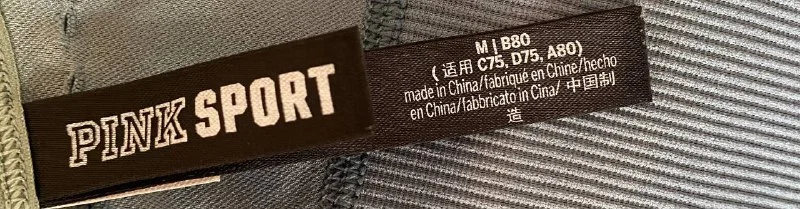 PINK SPORT
M | B80
( 适用 C75, D75, A80)
made in China/fabriqué en Chine/hecho
en China/fabbricato in Cina/ 中国制
造